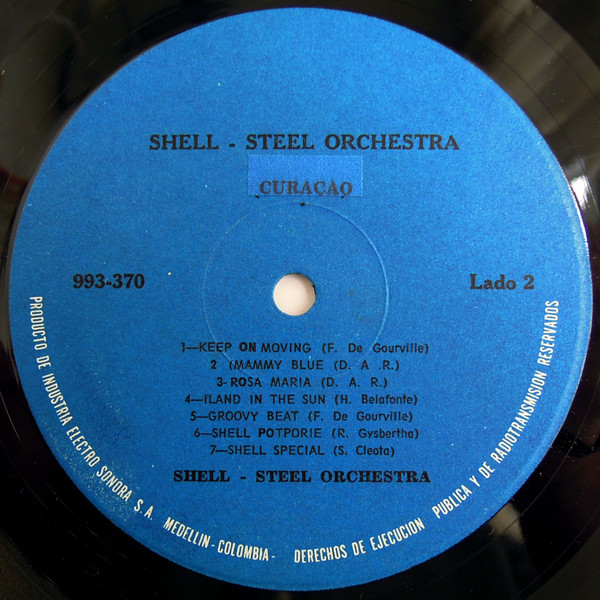 SHELL - STEEL ORCHESTRA
CURAÇAO
993-370
Lado 2
1—KEEP ON MOVING (F. De Gourville)
2 (MAMMY BLUE (D. A .R.)
3- ROSA MARIA (D. A. R.)
4—ILAND IN THE SUN (H. Belafonte)
5—GROOVY BEAT (F. De Gourville)
6—SHELL POTPORIE (R. Gysbertha)
7—SHELL SPECIAL (S. Cleota)
SHELL - STEEL ORCHESTRA
PRODUCTO DE INDUSTRIA ELECTRO SONORA S.A. MEDELLIN-COLOMBIA- DERECHOS DE EJECUCION PUBLICA Y DE RADIOTRANSMISION RESERVADOS